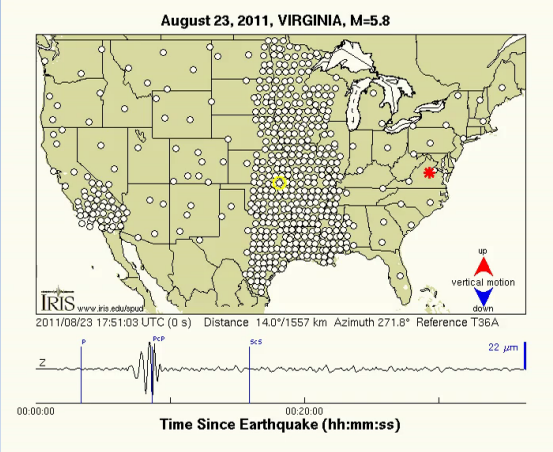 August 23, 2011, VIRGINIA, M=5.8
up
vertical motion
down
IRIS www.iris.edu/spud
2011/08/23 17:51:03 UTC (0 s) Distance 14.0°/1557 km Azimuth 271.8° Reference T36A
P PcP ScS 22 μm
Z
00:00:00 00:20:00
Time Since Earthquake (hh:mm:ss)